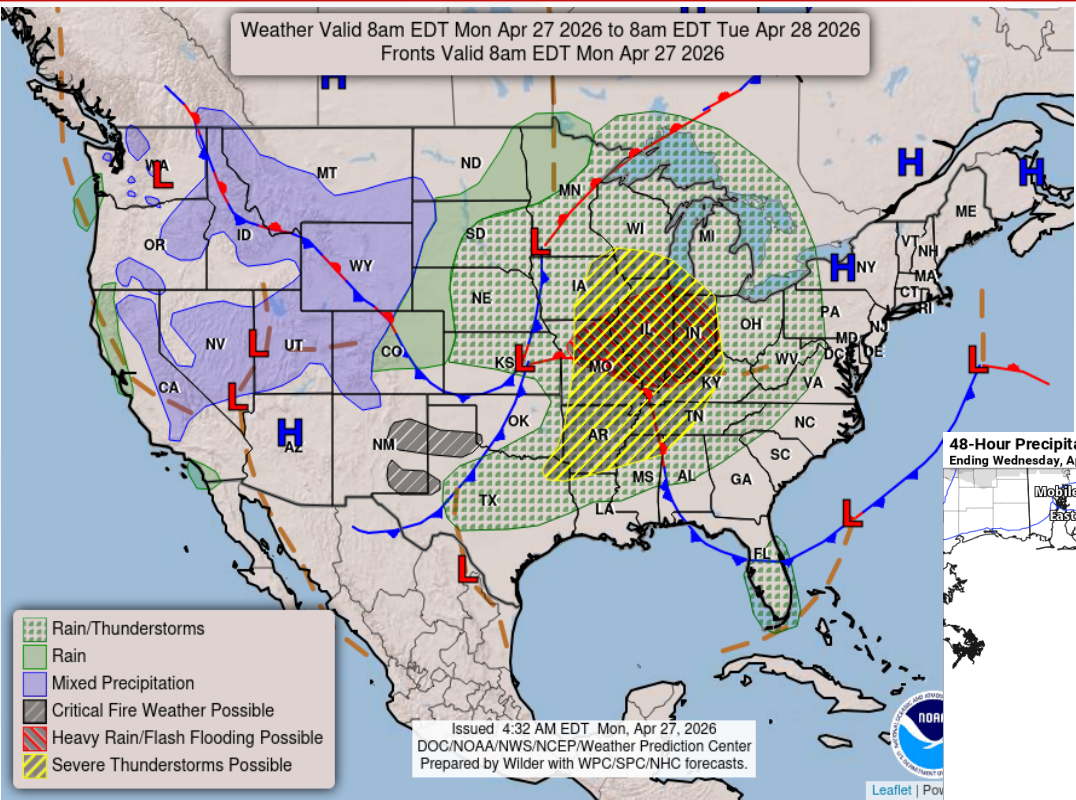 Weather Valid 8am EDT Mon Apr 27 2026 to 8am EDT Tue Apr 28 2026
Fronts Valid 8am EDT Mon Apr 27 2026
H
H
H
WA
L
MT
ND
MN
ME
OR
ID
SD
WI
MI
VT
NH
L
WY
IA
H
NY
MA
CT
RI
NE
IL
IN
OH
PA
NJ
NV
L
UT
CO
KS
L
MO
WV
MD
DC
DE
L
CA
L
KY
VA
H
AZ
NM
OK
AR
TN
NC
SC
TX
MS
AL
GA
LA
L
FL
L
48-Hour Precipita
Ending Wednesday, A
Mobile
East
Rain/Thunderstorms
Rain
Mixed Precipitation
Critical Fire Weather Possible
Heavy Rain/Flash Flooding Possible
Severe Thunderstorms Possible
Issued 4:32 AM EDT Mon, Apr 27, 2026
DOC/NOAA/NWS/NCEP/Weather Prediction Center
Prepared by Wilder with WPC/SPC/NHC forecasts.
NOAA
Leaflet | Pow